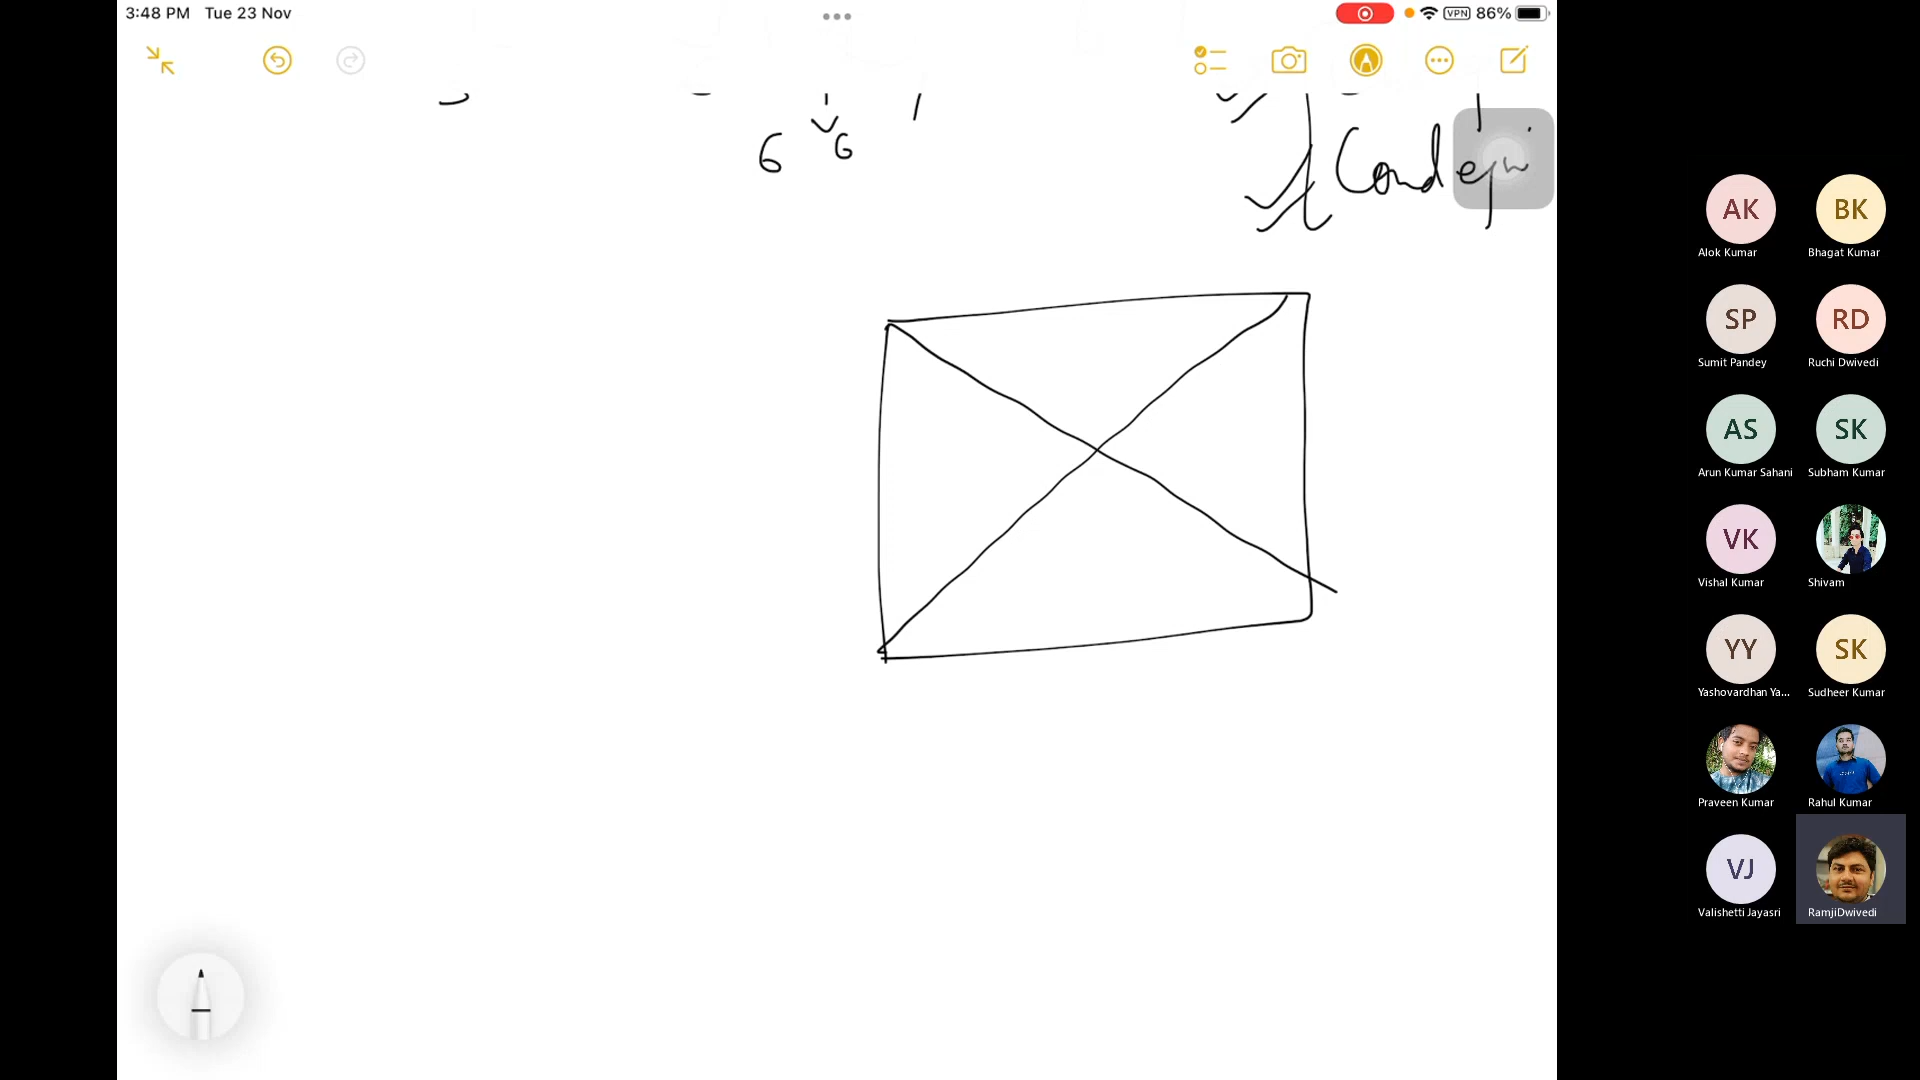 3:48 PM Tue 23 Nov
VPN 86%
6 6
AK BK
Alok Kumar Bhagat Kumar
SP RD
Sumit Pandey Ruchi Dwivedi
AS SK
Arun Kumar Sahani Subham Kumar
VK
Vishal Kumar Shivam
YY SK
Yashovardhan Ya... Sudheer Kumar
Praveen Kumar Rahul Kumar
VJ
Valishetti Jayasri RamjiDwivedi